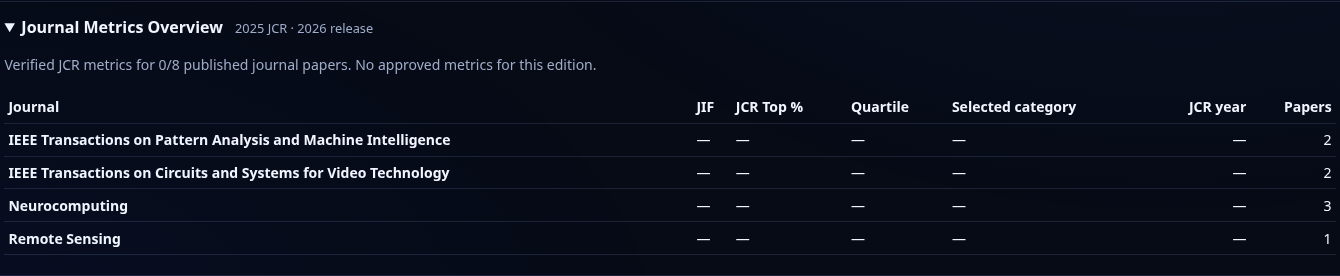 ▼ Journal Metrics Overview 2025 JCR · 2026 release
Verified JCR metrics for 0/8 published journal papers. No approved metrics for this edition.
Journal JIF JCR Top % Quartile Selected category JCR year Papers
IEEE Transactions on Pattern Analysis and Machine Intelligence — — — — — 2
IEEE Transactions on Circuits and Systems for Video Technology — — — — — 2
Neurocomputing — — — — — 3
Remote Sensing — — — — — 1